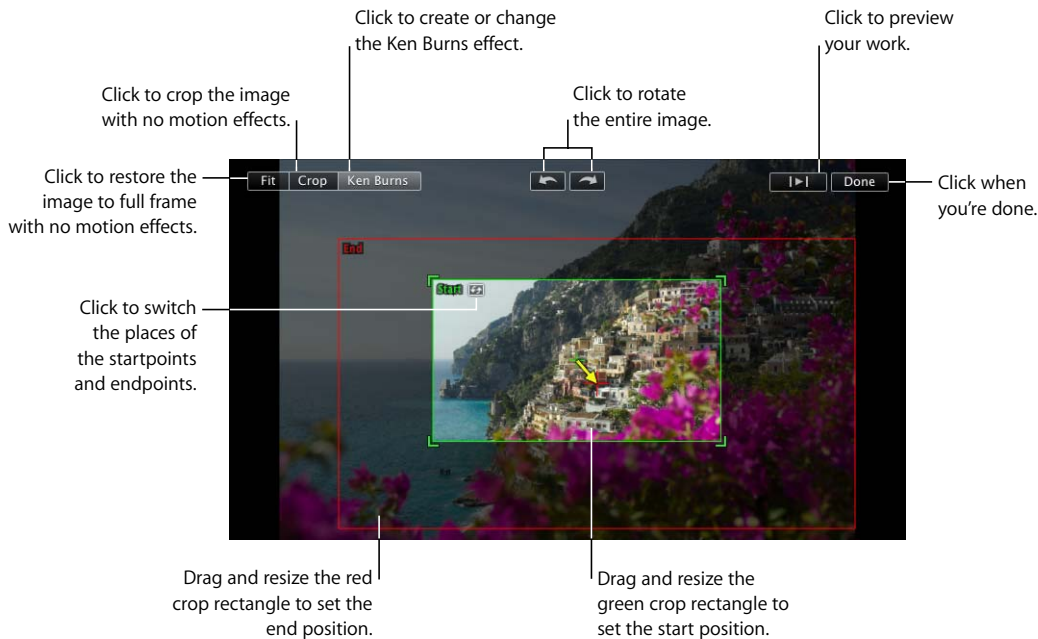 Click to create or change
the Ken Burns effect.
Click to preview
your work.
Click to crop the image
with no motion effects.
Click to rotate
the entire image.
Click to restore the
image to full frame
with no motion effects.
Fit
Crop
Ken Burns
Done
Click when
you're done.
End
Start
Click to switch
the places of
the startpoints
and endpoints.
Drag and resize the red
crop rectangle to set the
end position.
Drag and resize the
green crop rectangle to
set the start position.